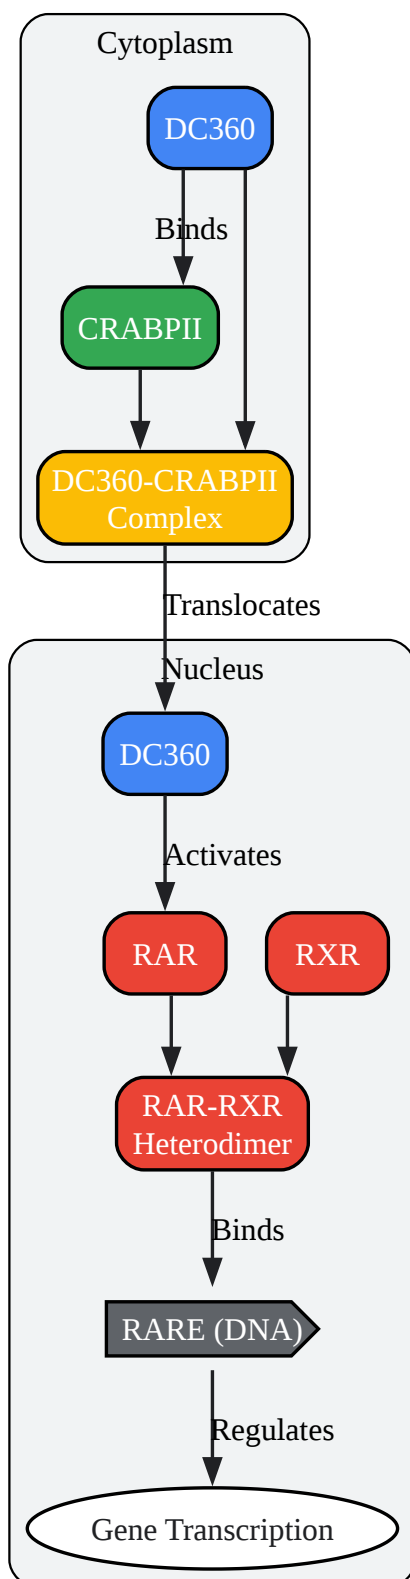 Cytoplasm
DC360
Binds
CRABPII
DC360-CRABPII
Complex
Translocates
Nucleus
DC360
Activates
RAR
RXR
RAR-RXR
Heterodimer
Binds
RARE (DNA)
Regulates
Gene Transcription